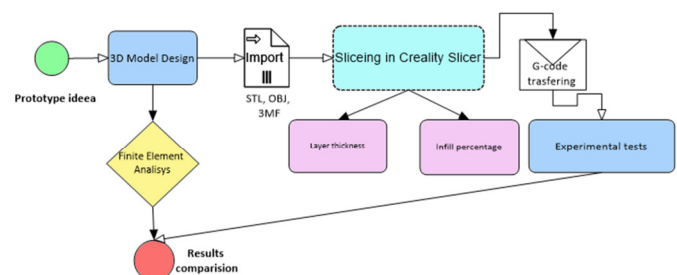 Prototype ideea
3D Model Design
Import
STL, OBJ,
3MF
Sliceing in Creality Slicer
G-code
trasfering
Layer thickness
Infill percentage
Experimental tests
Finite Element
Analisys
Results
comparision